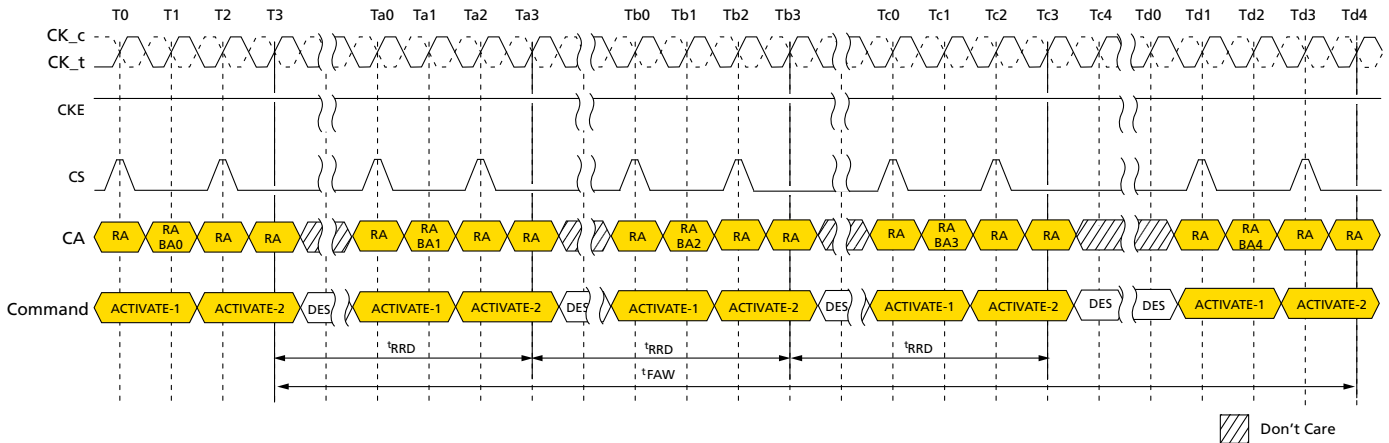 T0 T1 T2 T3 Ta0 Ta1 Ta2 Ta3 Tb0 Tb1 Tb2 Tb3 Tc0 Tc1 Tc2 Tc3 Tc4 Td0 Td1 Td2 Td3 Td4
CK_c
CK_t
CKE
CS
CA RA RA BA0 RA RA RA RA BA1 RA RA RA RA BA2 RA RA RA RA BA3 RA RA RA RA BA4 RA RA
Command ACTIVATE-1 ACTIVATE-2 DES ACTIVATE-1 ACTIVATE-2 DES ACTIVATE-1 ACTIVATE-2 DES ACTIVATE-1 ACTIVATE-2 DES DES ACTIVATE-1 ACTIVATE-2
tRRD tRRD tRRD
tFAW
Don't Care